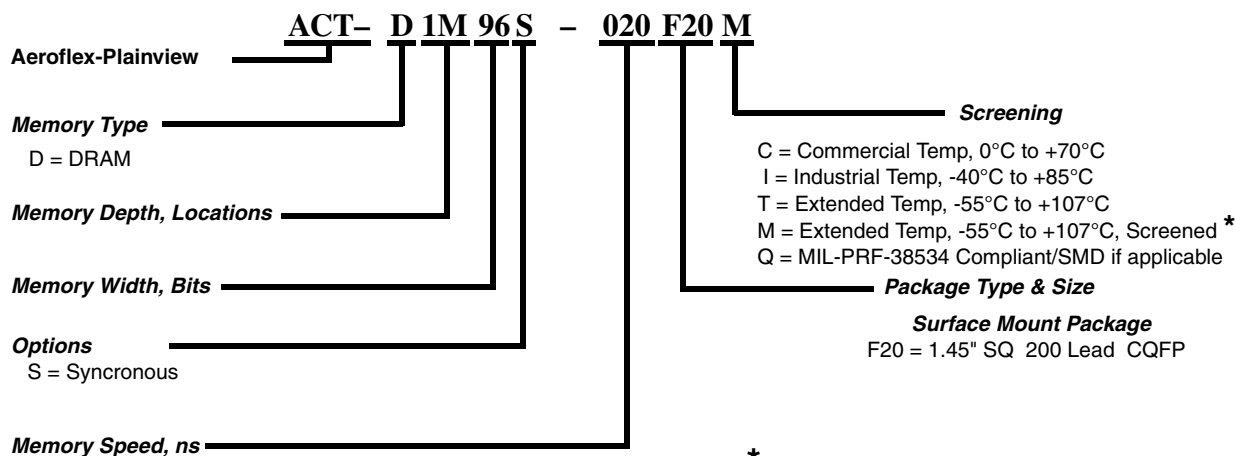 ACT– D 1M 96 S – 020 F20 M
Aeroflex-Plainview
Memory Type
D = DRAM
Memory Depth, Locations
Memory Width, Bits
Options
S = Syncronous
Memory Speed, ns
Screening
C = Commercial Temp, 0°C to +70°C
I = Industrial Temp, -40°C to +85°C
T = Extended Temp, -55°C to +107°C
M = Extended Temp, -55°C to +107°C, Screened *
Q = MIL-PRF-38534 Compliant/SMD if applicable
Package Type & Size
Surface Mount Package
F20 = 1.45" SQ 200 Lead CQFP
*